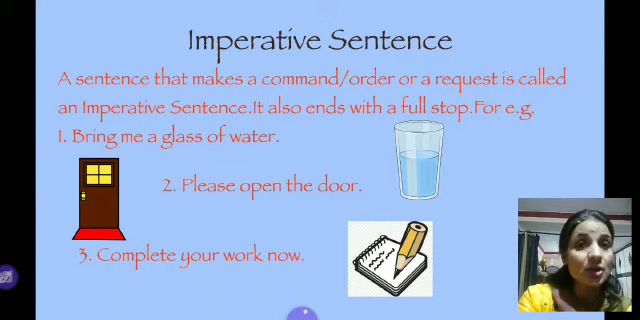 Imperative Sentence
A sentence that makes a command/order or a request is called
an Imperative Sentence.It also ends with a full stop.For e.g.
1. Bring me a glass of water.
2. Please open the door.
3. Complete your work now.